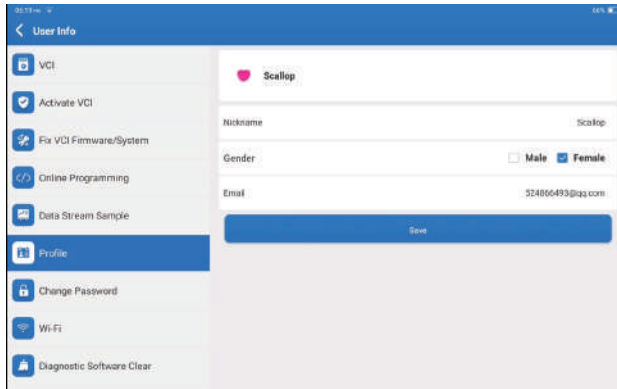 User Info
VCI
Activate VCI
Fix VCI Firmware/System
Online Programming
Data Stream Sample
Profile
Change Password
Wi-Fi
Diagnostic Software Clear
Scallop
Nickname Scallop
Gender Male Female
Email 524866493@qq.com
Save